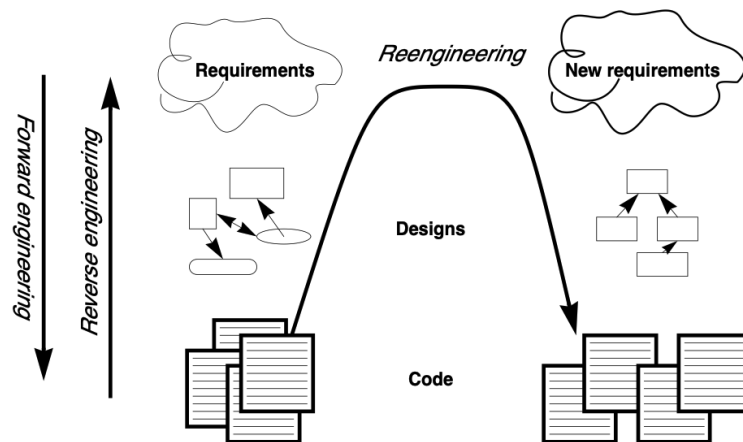 Requirements
Reengineering
New requirements
Forward engineering
Reverse engineering
Designs
Code